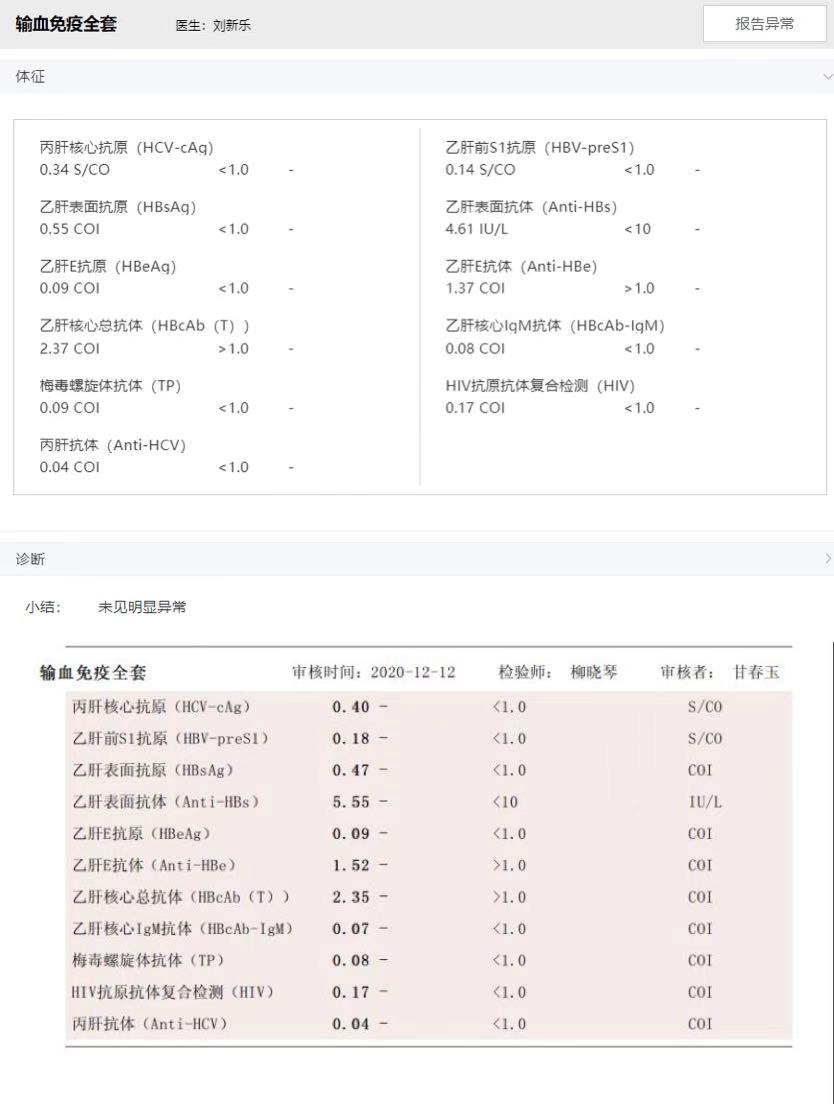 输血免疫全套 医生：刘新乐 报告异常
体征
丙肝核心抗原（HCV-cAg） 乙肝前S1抗原（HBV-preS1）
0.34 S/CO <1.0 - 0.14 S/CO <1.0 -
乙肝表面抗原（HBsAg） 乙肝表面抗体（Anti-HBs）
0.55 COI <1.0 - 4.61 IU/L <10 -
乙肝E抗原（HBeAg） 乙肝E抗体（Anti-HBe）
0.09 COI <1.0 - 1.37 COI >1.0 -
乙肝核心总抗体（HBcAb（T）） 乙肝核心IgM抗体（HBcAb-IgM）
2.37 COI >1.0 - 0.08 COI <1.0 -
梅毒螺旋体抗体（TP） HIV抗原抗体复合检测（HIV）
0.09 COI <1.0 - 0.17 COI <1.0 -
丙肝抗体（Anti-HCV）
0.04 COI <1.0 -
诊断
小结： 未见明显异常
输血免疫全套 审核时间：2020-12-12 检验师： 柳晓琴 审核者： 甘春玉
丙肝核心抗原（HCV-cAg） 0.40 - <1.0 S/CO
乙肝前S1抗原（HBV-preS1） 0.18 - <1.0 S/CO
乙肝表面抗原（HBsAg） 0.47 - <1.0 COI
乙肝表面抗体（Anti-HBs） 5.55 - <10 IU/L
乙肝E抗原（HBeAg） 0.09 - <1.0 COI
乙肝E抗体（Anti-HBe） 1.52 - >1.0 COI
乙肝核心总抗体（HBcAb（T）） 2.35 - >1.0 COI
乙肝核心IgM抗体（HBcAb-IgM） 0.07 - <1.0 COI
梅毒螺旋体抗体（TP） 0.08 - <1.0 COI
HIV抗原抗体复合检测（HIV） 0.17 - <1.0 COI
丙肝抗体（Anti-HCV） 0.04 - <1.0 COI